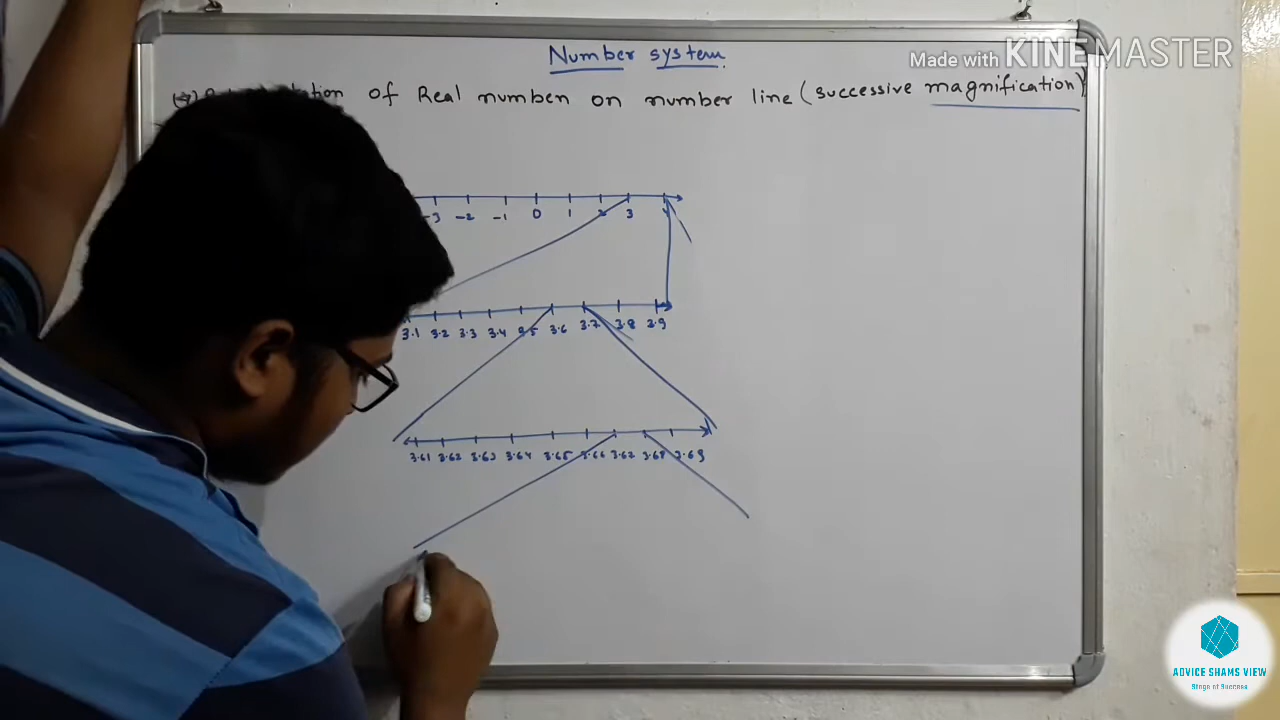 Made with KINEMASTER
Number system
of Real number on number line (successive magnification)
-3 -2 -1 0 1 2 3
3.1 3.2 3.3 3.4 3.5 3.6 3.7 3.8 3.9
3.61 3.62 3.63 3.64 3.65 3.66 3.67 3.68 3.69
ADVICE SHAMS VIEW
Stage of Success